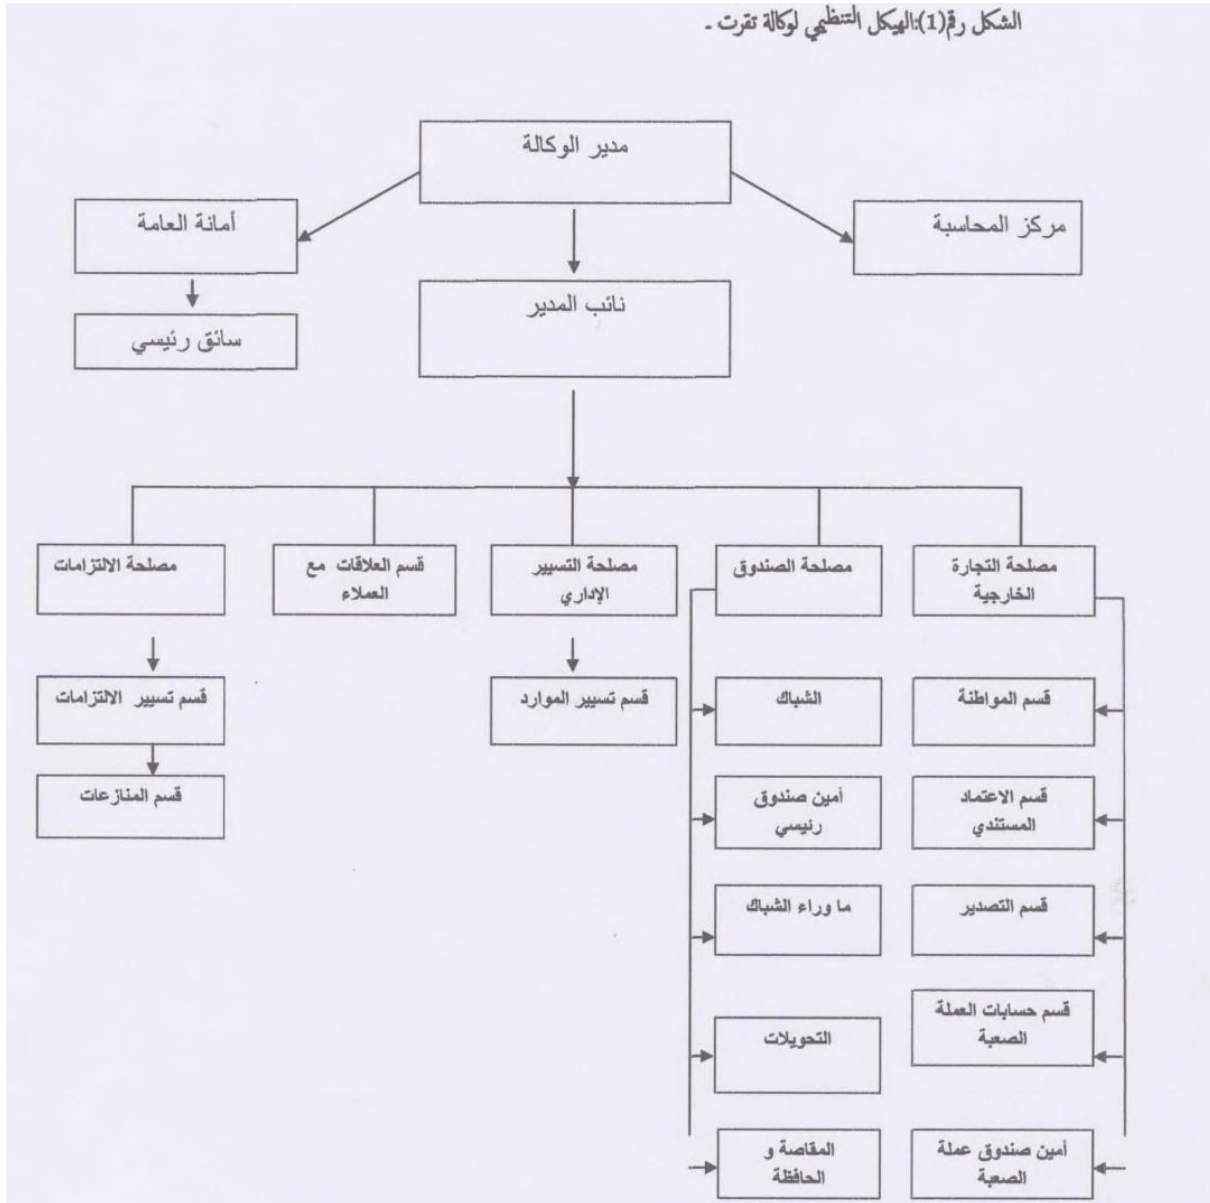 الشكل رقم(1):الهيكل التنظيمي لوكالة تقرت -
مدير الوكالة
أمانة العامة
مركز المحاسبة
نائب المدير
سائق رئيسي
مصلحة التجارة
الخارجية
مصلحة الصندوق
مصلحة التسيير
الإداري
قسم العلاقات مع
العملاء
مصلحة الالتزامات
قسم المواطنة
الشباك
قسم تسيير الموارد
قسم تسيير الالتزامات
قسم الاعتماد
المستندي
أمين صندوق
رئيسي
قسم المنازعات
قسم التصدير
ما وراء الشباك
قسم حسابات العملة
الصعبة
التحويلات
أمين صندوق عملة
الصعبة
المقاصة و
الحافظة